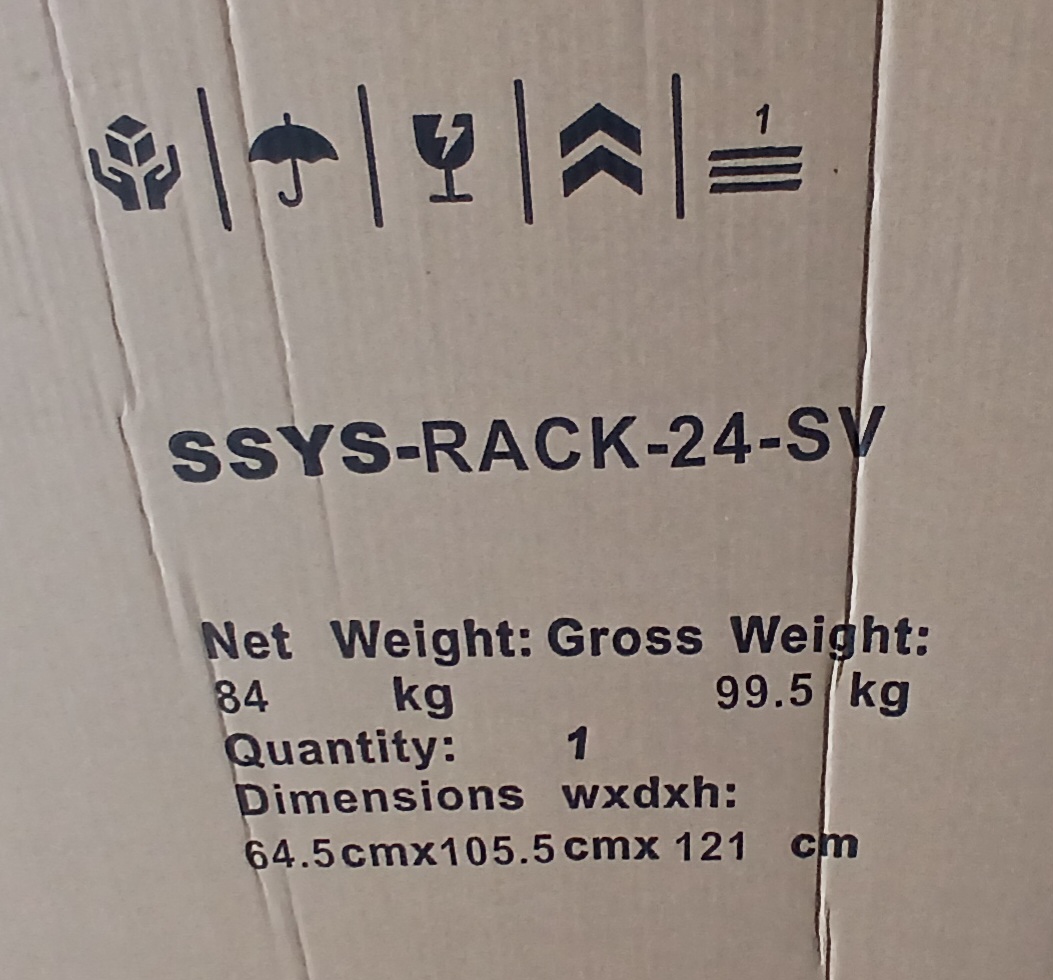 1
SSYS-RACK-24-SV
Net Weight: Gross Weight:
84 kg 99.5 kg
Quantity: 1
Dimensions wxdxh:
64.5cmx105.5cmx 121 cm